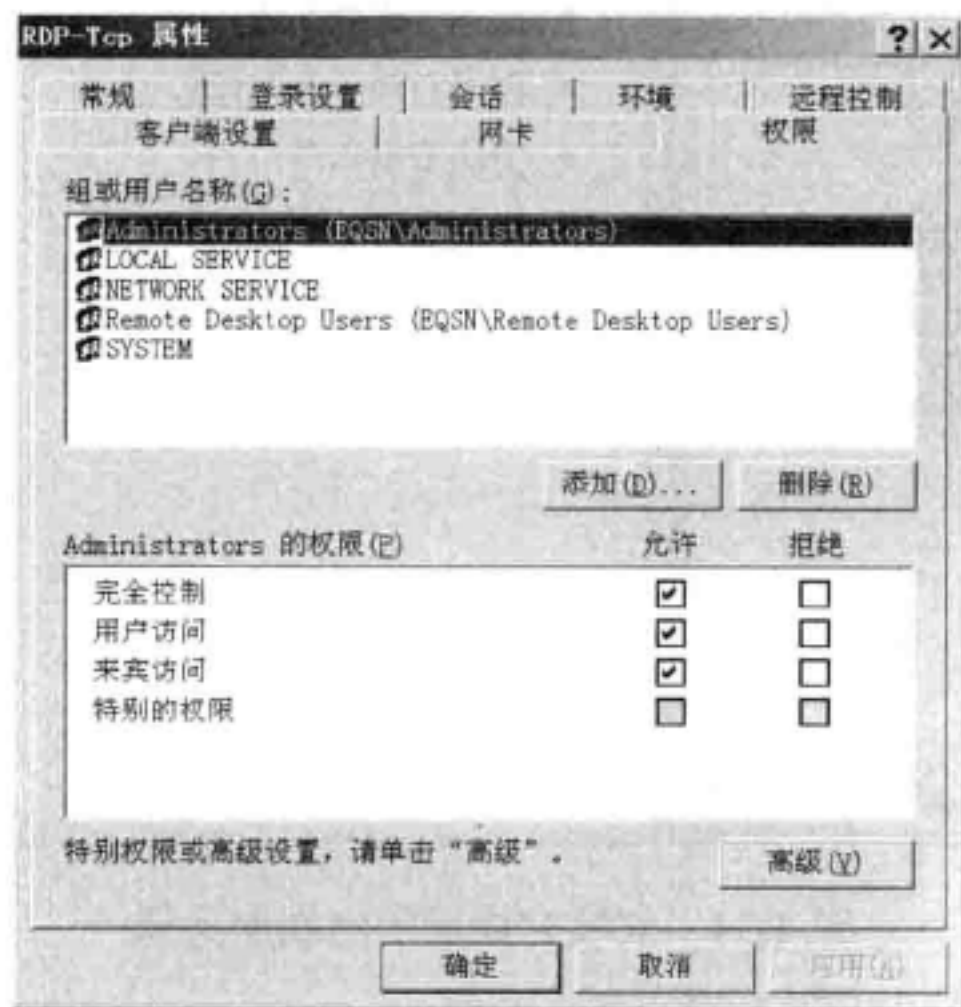 RDP-Tcp 属性
常规 登录设置 会话 环境 远程控制
客户端设置 网卡 权限
组或用户名称(G):
Administrators (EQSN\Administrators)
LOCAL SERVICE
NETWORK SERVICE
Remote Desktop Users (EQSN\Remote Desktop Users)
SYSTEM
添加(D)... 删除(R)
Administrators 的权限(P) 允许 拒绝
完全控制
用户访问
来宾访问
特别的权限
特别权限或高级设置，请单击“高级”。
高级(V)
确定 取消 应用(A)